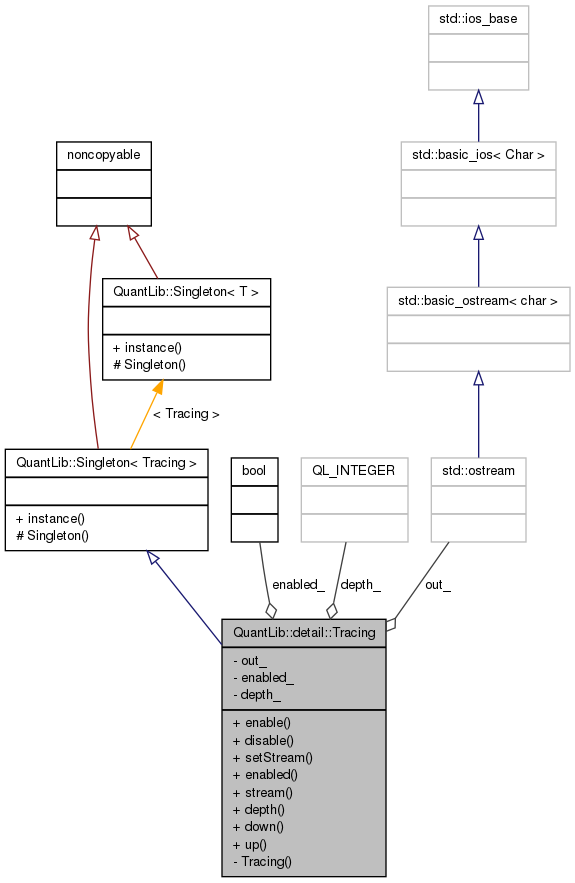 std::ios_base
noncopyable
std::basic_ios< Char >
QuantLib::Singleton< T >
+ instance()
# Singleton()
std::basic_ostream< char >
< Tracing >
QuantLib::Singleton< Tracing >
+ instance()
# Singleton()
bool
QL_INTEGER
std::ostream
enabled_
depth_
out_
QuantLib::detail::Tracing
- out_
- enabled_
- depth_
+ enable()
+ disable()
+ setStream()
+ enabled()
+ stream()
+ depth()
+ down()
+ up()
- Tracing()